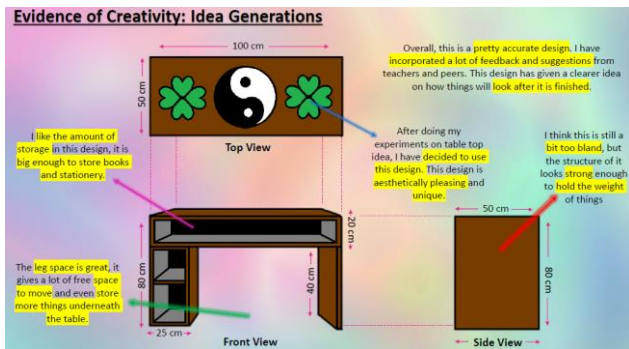 Evidence of Creativity: Idea Generations
100 cm
50 cm
Top View
Overall, this is a pretty accurate design. I have
incorporated a lot of feedback and suggestions from
teachers and peers. This design has given a clearer idea
on how things will look after it is finished.
I like the amount of
storage in this design, it is
big enough to store books
and stationery.
After doing my
experiments on table top
idea, I have decided to use
this design. This design is
aesthetically pleasing and
unique.
I think this is still a
bit too bland, but
the structure of it
looks strong enough
to hold the weight
of things
The leg space is great, it
gives a lot of free space
to move and even store
more things underneath
the table.
80 cm
20 cm
40 cm
25 cm
Front View
50 cm
80 cm
Side View